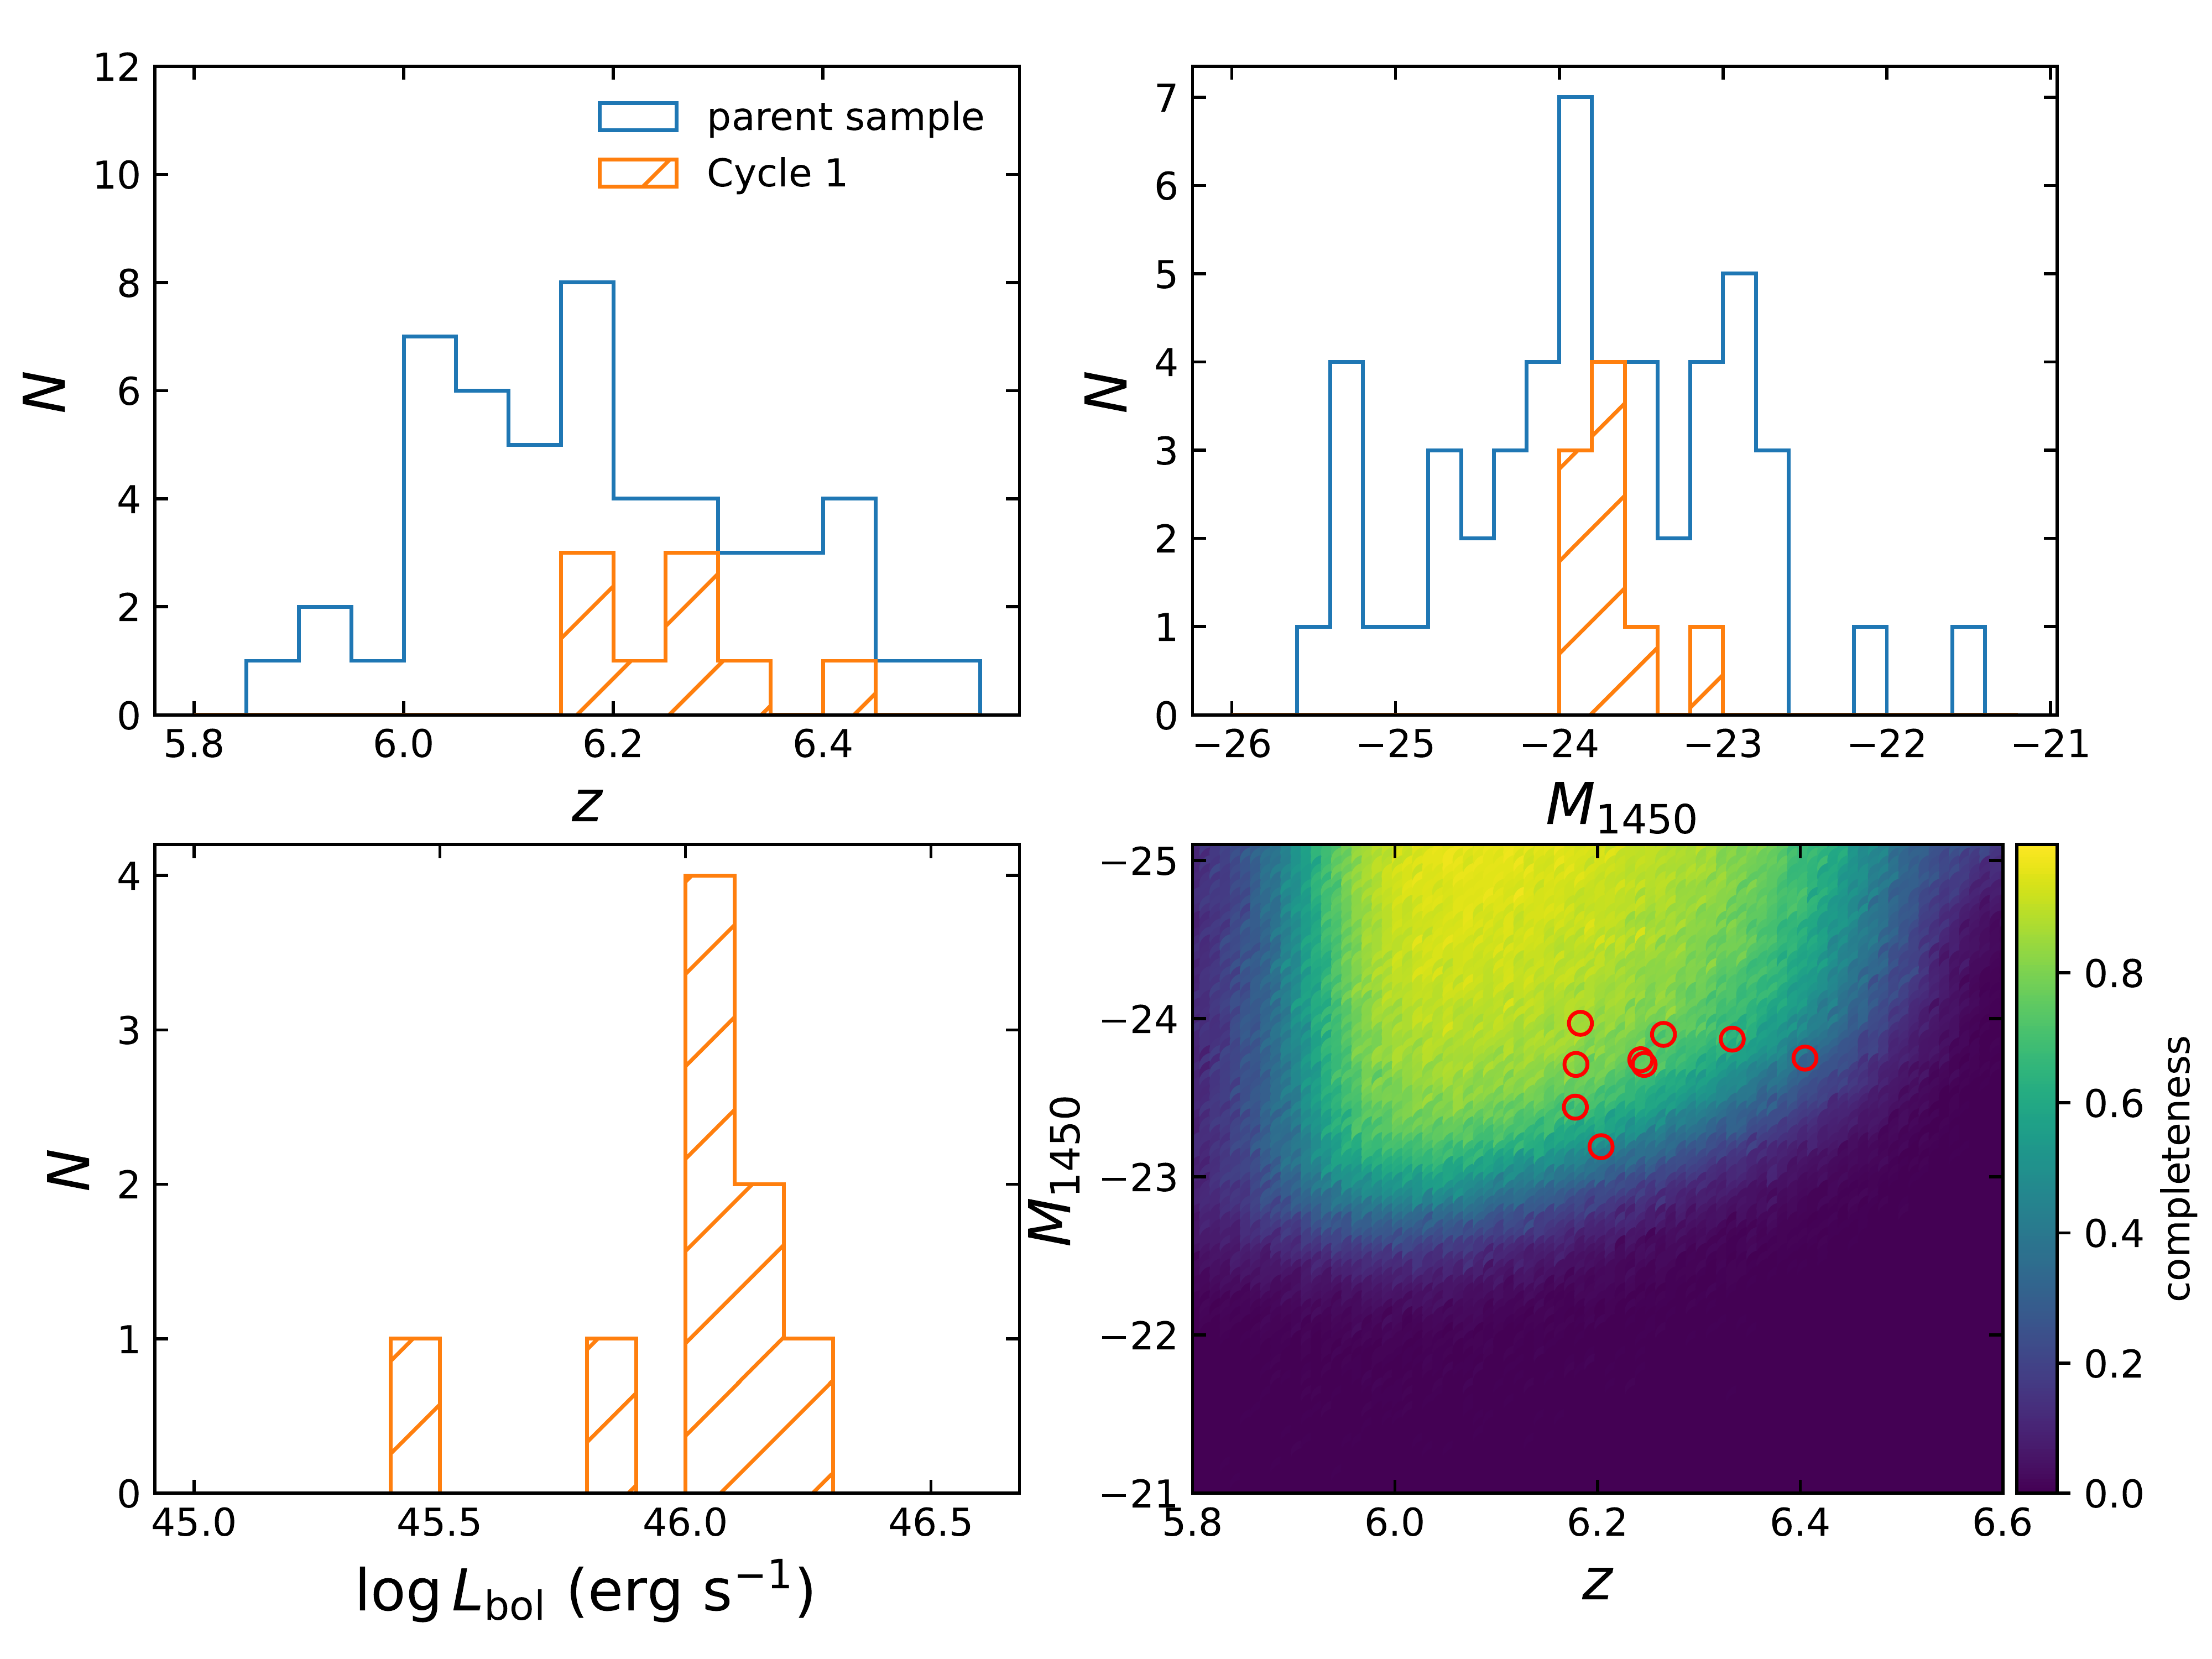 12
10
8
6
4
2
0
N
parent sample
Cycle 1
5.8 6.0 6.2 6.4
z
7
6
5
4
3
2
1
0
N
−26 −25 −24 −23 −22 −21
M1450
4
3
2
1
0
N
45.0 45.5 46.0 46.5
log Lbol (erg s−1)
−25
−24
−23
−22
−21
M1450
5.8 6.0 6.2 6.4 6.6
z
0.8
0.6
0.4
0.2
0.0
completeness